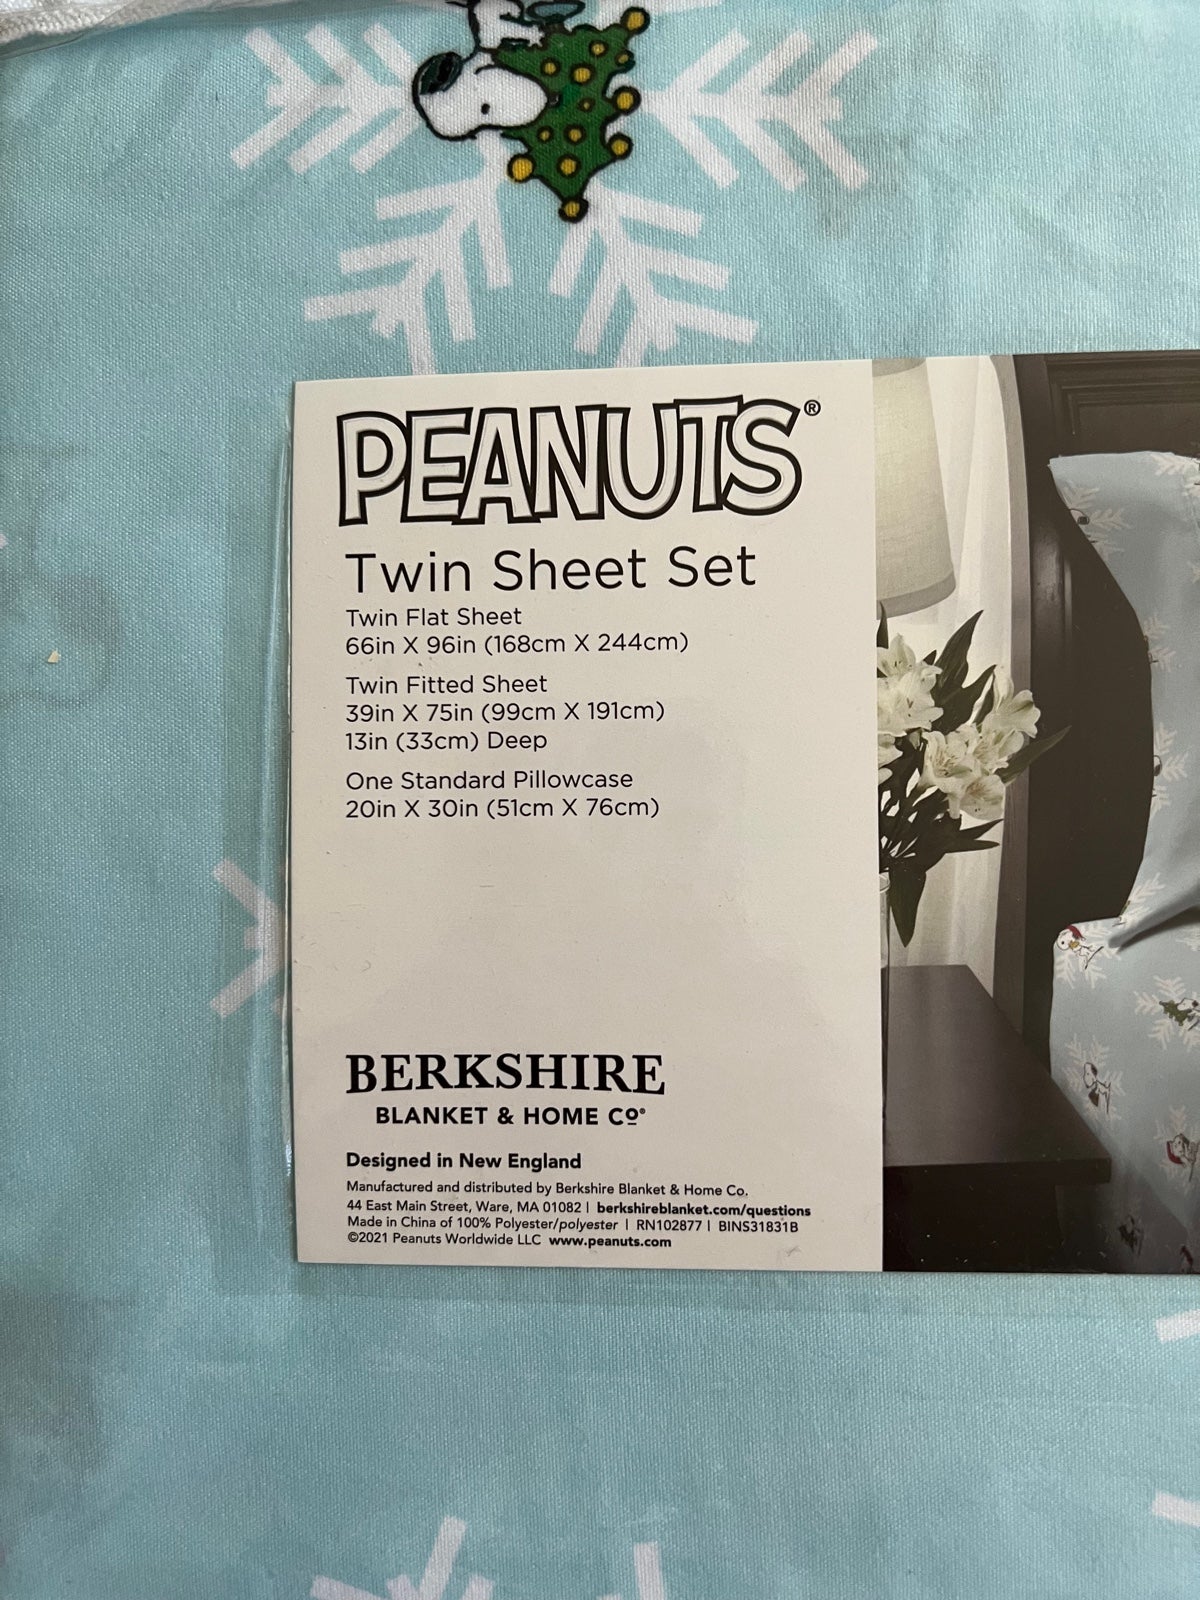 PEANUTS®
Twin Sheet Set
Twin Flat Sheet
66in X 96in (168cm X 244cm)
Twin Fitted Sheet
39in X 75in (99cm X 191cm)
13in (33cm) Deep
One Standard Pillowcase
20in X 30in (51cm X 76cm)
BERKSHIRE
BLANKET & HOME Cº®
Designed in New England
Manufactured and distributed by Berkshire Blanket & Home Co.
44 East Main Street, Ware, MA 01082 | berkshireblanket.com/questions
Made in China of 100% Polyester/polyester | RN102877 | BINS31831B
©2021 Peanuts Worldwide LLC www.peanuts.com